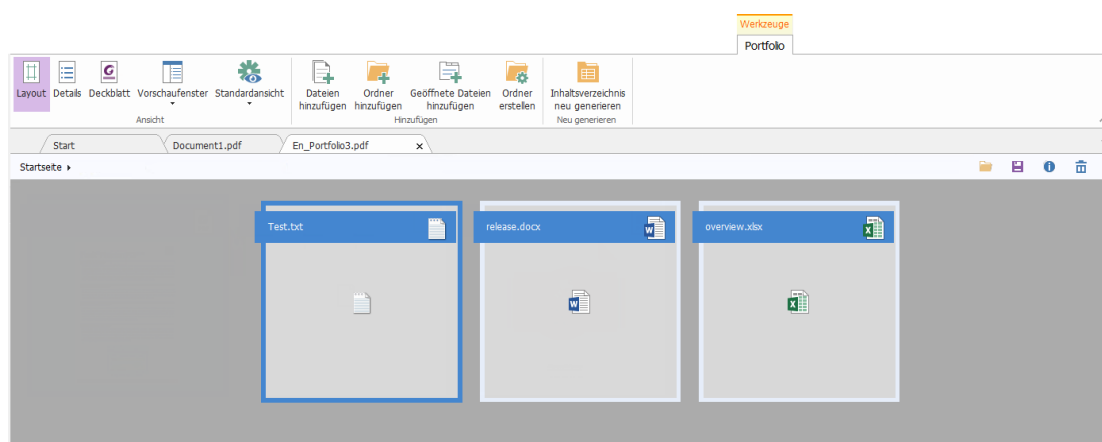 Werkzeuge
Portfolio
Layout Details Deckblatt Vorschaufenster Standardansicht Dateien hinzufügen Ordner hinzufügen Geöffnete Dateien hinzufügen Ordner erstellen Inhaltsverzeichnis neu generieren
Ansicht Hinzufügen Neu generieren
Start Document1.pdf En_Portfolio3.pdf x
Startseite
Test.txt release.docx overview.xlsx